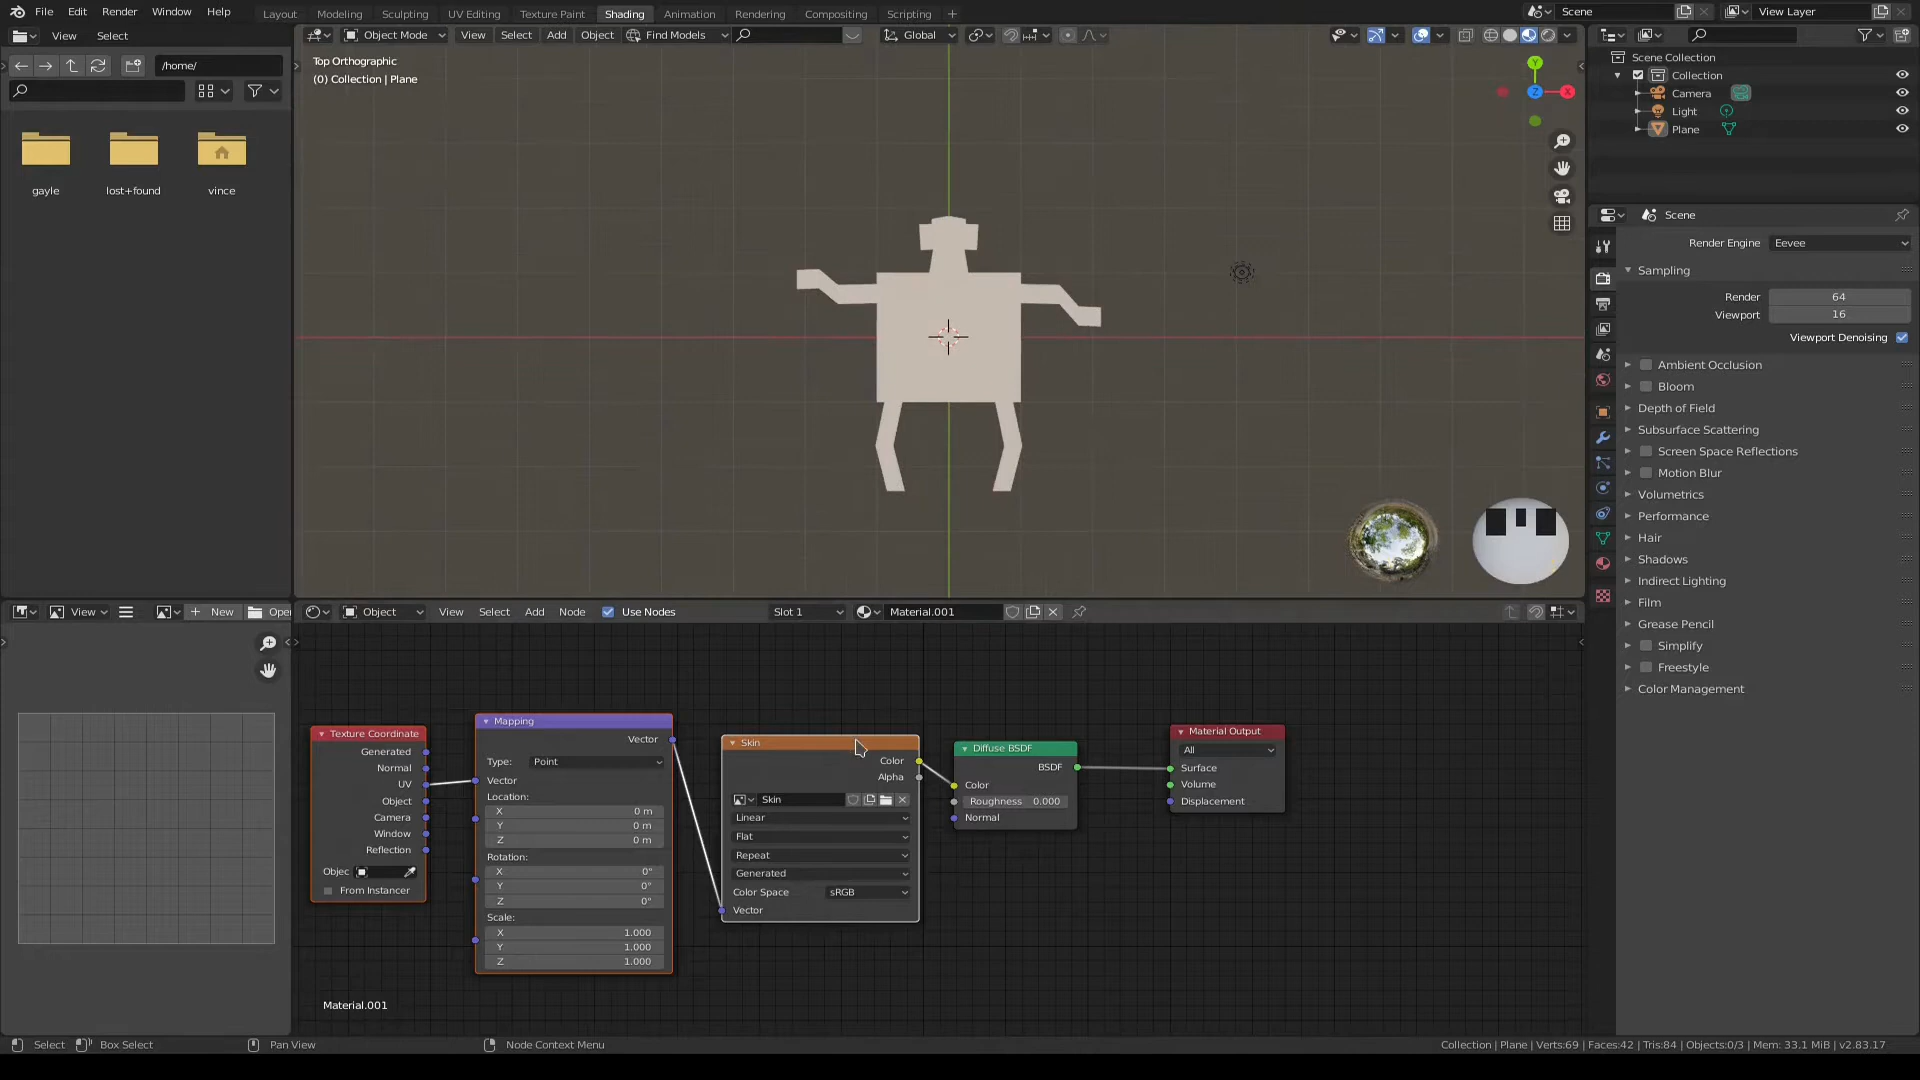 File Edit Render Window Help
Layout Modeling Sculpting UV Editing Texture Paint Shading Animation Rendering Compositing Scripting +
Scene
View Layer
View Select
Object Mode View Select Add Object Find Models Global
/home/
gayle lost+found vince
Top Orthographic
(0) Collection | Plane
Y
Z X
Scene Collection
Collection
Camera
Light
Plane
Scene
Render Engine Eevee
Sampling
Render 64
Viewport 16
Viewport Denoising
Ambient Occlusion
Bloom
Depth of Field
Subsurface Scattering
Screen Space Reflections
Motion Blur
Volumetrics
Performance
Hair
Shadows
Indirect Lighting
Film
Grease Pencil
Simplify
Freestyle
Color Management
View + New Open
Object View Select Add Node Use Nodes Slot 1 Material.001
Texture Coordinate
Generated
Normal
UV
Object
Camera
Window
Reflection
Objec
From Instancer
Mapping
Vector
Type: Point
Vector
Location:
X 0 m
Y 0 m
Z 0 m
Rotation:
X 0°
Y 0°
Z 0°
Scale:
X 1.000
Y 1.000
Z 1.000
Skin
Color
Alpha
Skin
Linear
Flat
Repeat
Generated
Color Space sRGB
Vector
Diffuse BSDF
BSDF
Color
Roughness 0.000
Normal
Material Output
All
Surface
Volume
Displacement
Material.001
Select Box Select Pan View Node Context Menu
Collection | Plane | Verts:69 | Faces:42 | Tris:84 | Objects:0/3 | Mem: 33.1 MiB | v2.83.17